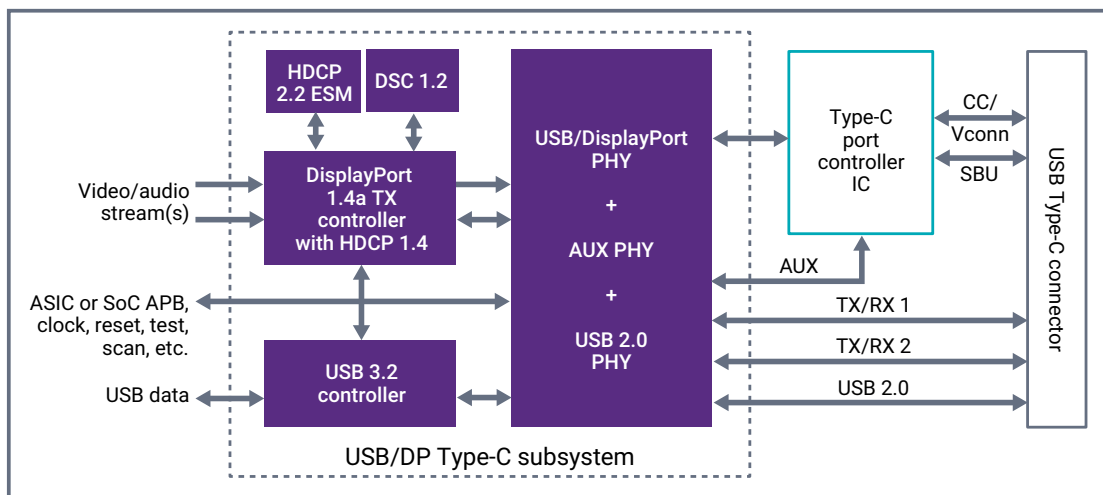 HDCP
2.2 ESM
DSC 1.2
DisplayPort
1.4a TX
controller
with HDCP 1.4
Video/audio
stream(s)
ASIC or SoC APB,
clock, reset, test,
scan, etc.
USB data
USB 3.2
controller
USB/DisplayPort
PHY
+
AUX PHY
+
USB 2.0
PHY
Type-C
port
controller
IC
CC/
Vconn
SBU
AUX
TX/RX 1
TX/RX 2
USB 2.0
USB Type-C connector
USB/DP Type-C subsystem